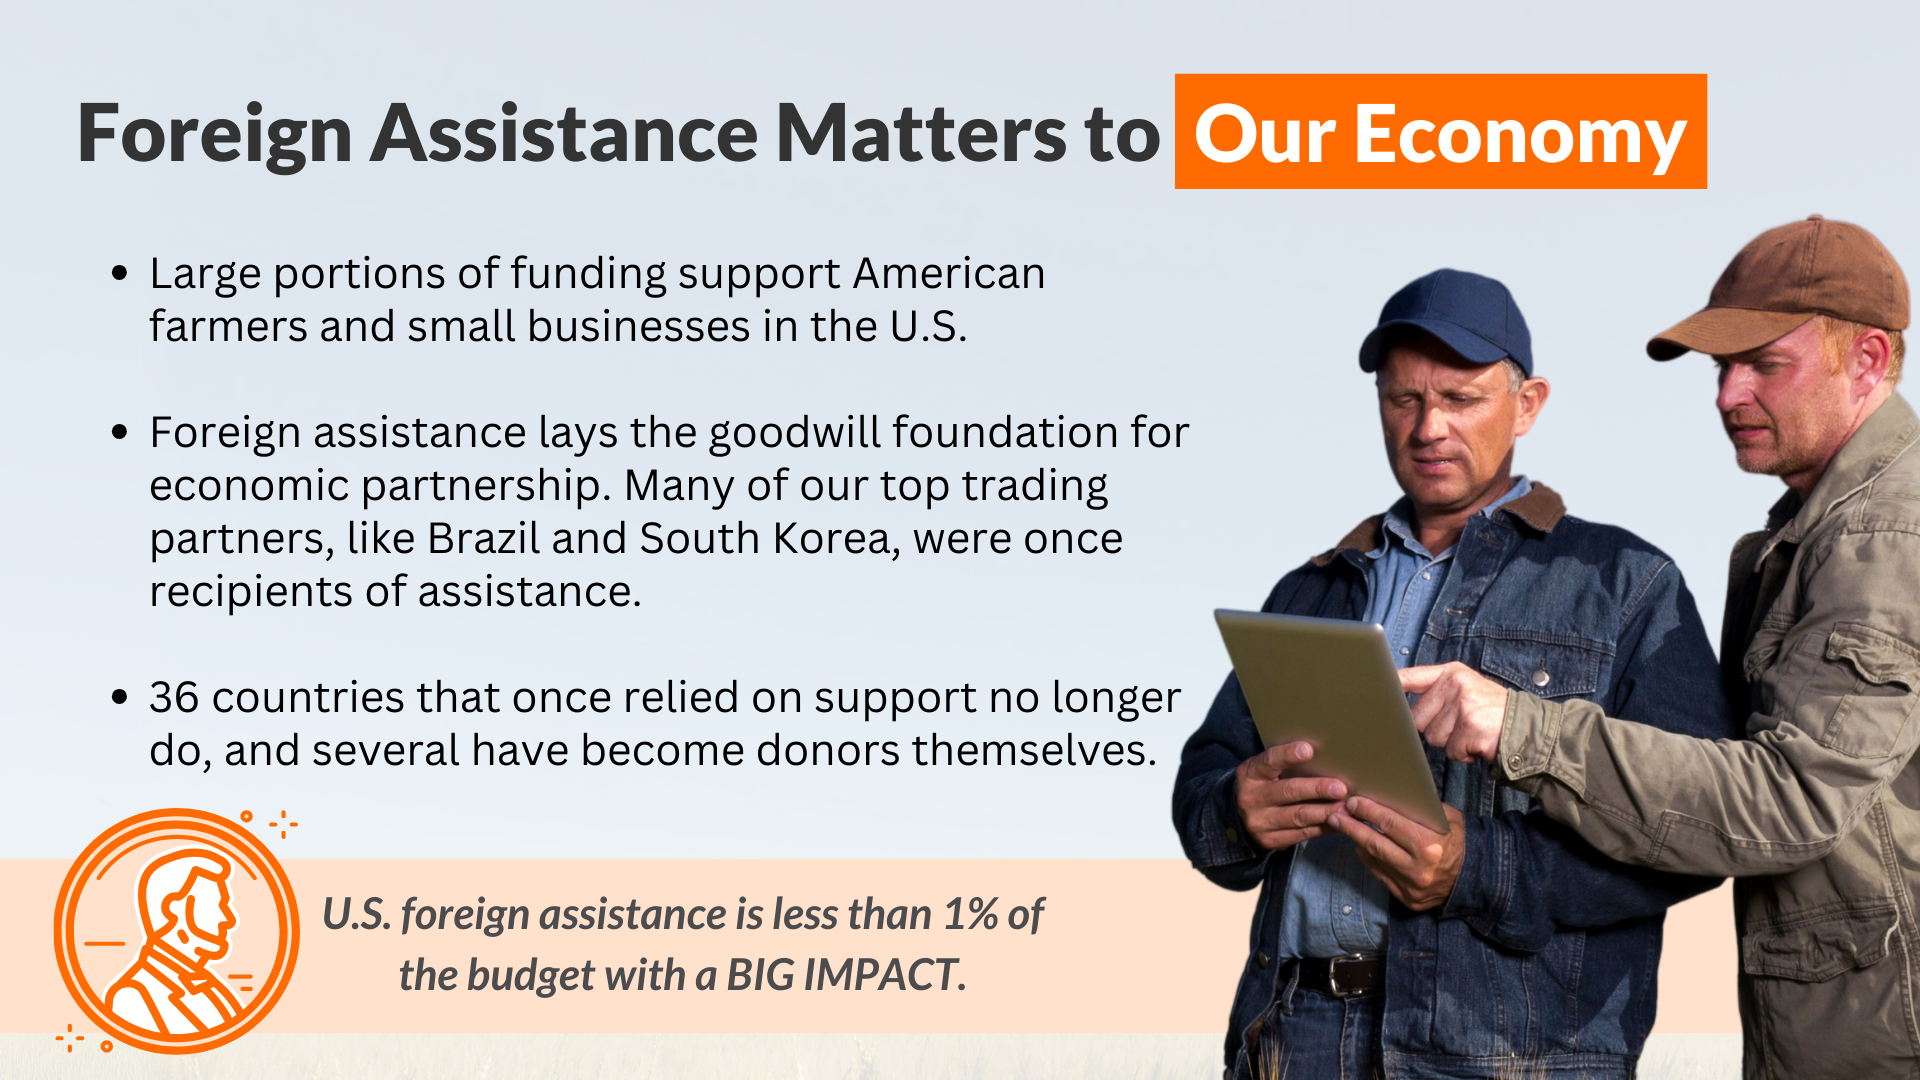 Foreign Assistance Matters to Our Economy
• Large portions of funding support American
farmers and small businesses in the U.S.
• Foreign assistance lays the goodwill foundation for
economic partnership. Many of our top trading
partners, like Brazil and South Korea, were once
recipients of assistance.
• 36 countries that once relied on support no longer
do, and several have become donors themselves.
U.S. foreign assistance is less than 1% of
the budget with a BIG IMPACT.